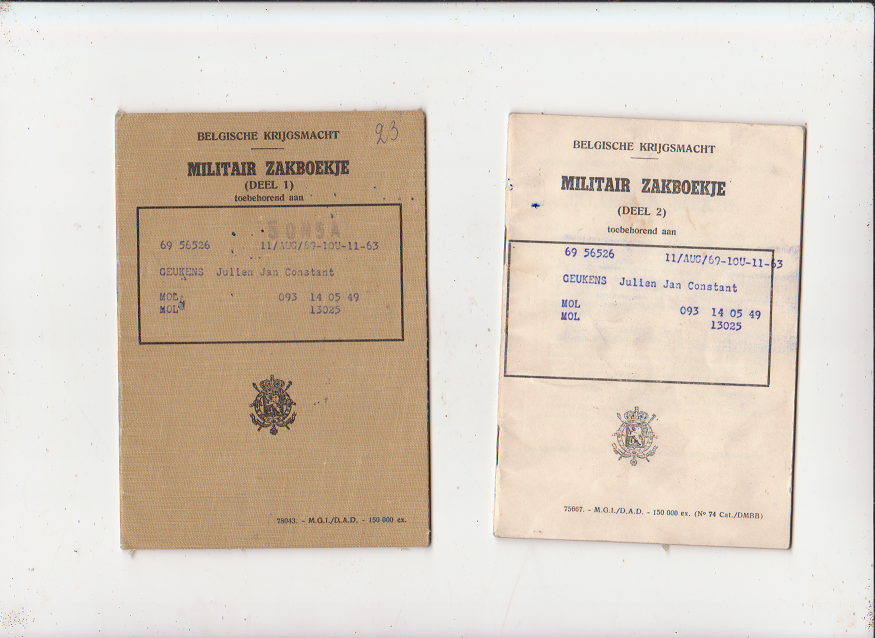 BELGISCHE KRIJGSMACHT
23
MILITAIR ZAKBOEKJE
(DEEL 1)
toebehorend aan
69 56526 11/AUG/69-10U-11-63
GEUKENS Julien Jan Constant
MOL 093 14 05 49
MOL 13025
78043. - M.G.I./D.A.D. - 150 000 ex.
BELGISCHE KRIJGSMACHT
MILITAIR ZAKBOEKJE
(DEEL 2)
toebehorend aan
69 56526 11/AUG/69-10U-11-63
GEUKENS Julien Jan Constant
MOL 093 14 05 49
MOL 13025
75667. - M.G.I./D.A.D. - 150 000 ex. (Nº 74 Cat./DMBB)